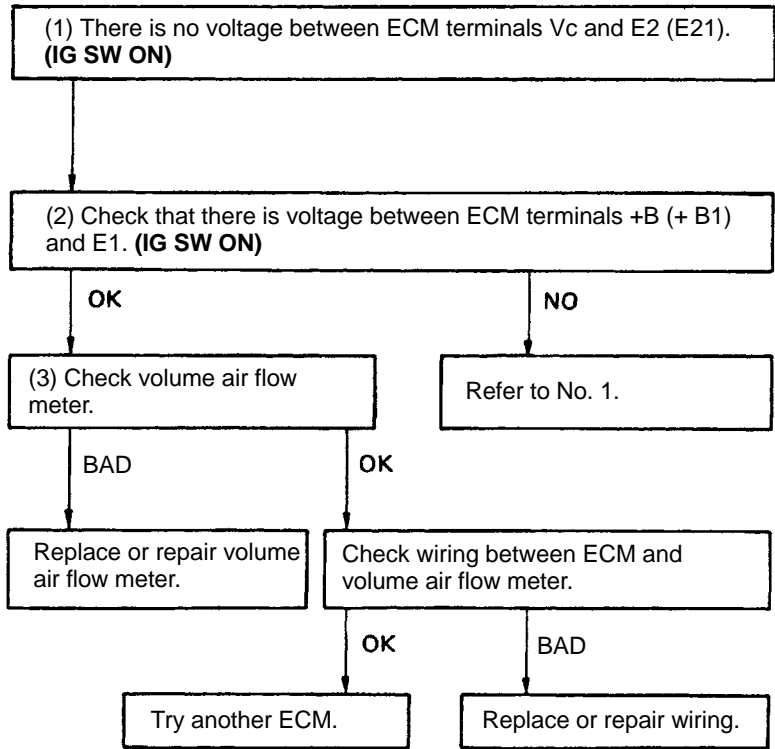 (1) There is no voltage between ECM terminals Vc and E2 (E21).
(IG SW ON)
(2) Check that there is voltage between ECM terminals +B (+ B1)
and E1. (IG SW ON)
OK
NO
(3) Check volume air flow
meter.
Refer to No. 1.
BAD
OK
Replace or repair volume
air flow meter.
Check wiring between ECM and
volume air flow meter.
OK
BAD
Try another ECM.
Replace or repair wiring.